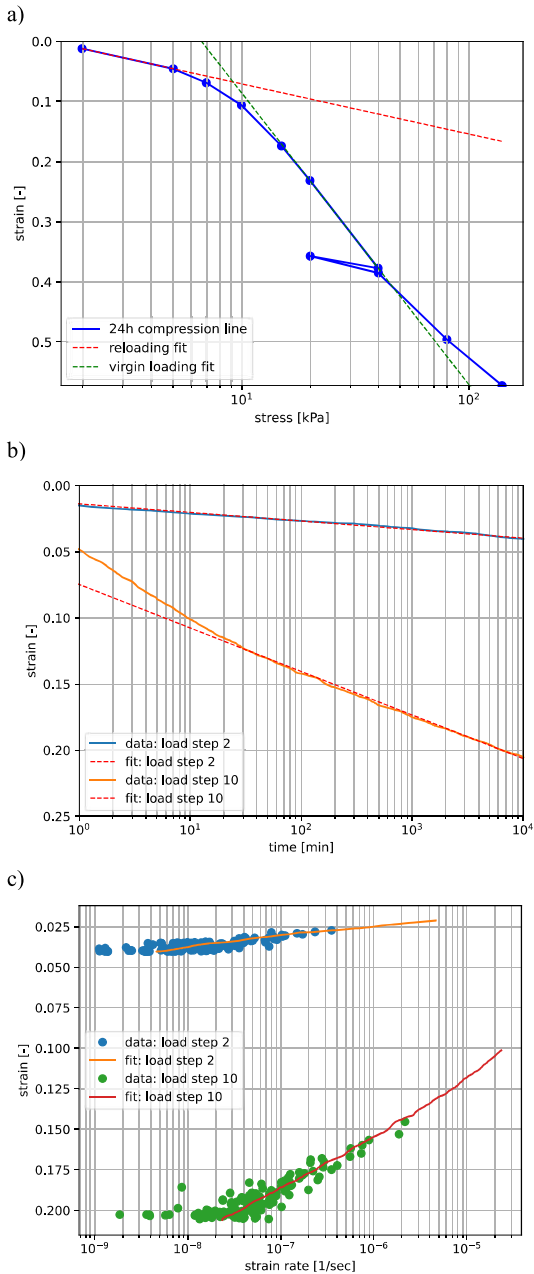 a)
0.0
0.1
0.2
0.3
0.4
0.5
strain [-]
24h compression line
reloading fit
virgin loading fit
10¹ 10²
stress [kPa]
b)
0.00
0.05
0.10
0.15
0.20
0.25
strain [-]
data: load step 2
fit: load step 2
data: load step 10
fit: load step 10
10⁰ 10¹ 10² 10³ 10⁴
time [min]
c)
0.025
0.050
0.075
0.100
0.125
0.150
0.175
0.200
strain [-]
data: load step 2
fit: load step 2
data: load step 10
fit: load step 10
10⁻⁹ 10⁻⁸ 10⁻⁷ 10⁻⁶ 10⁻⁵
strain rate [1/sec]